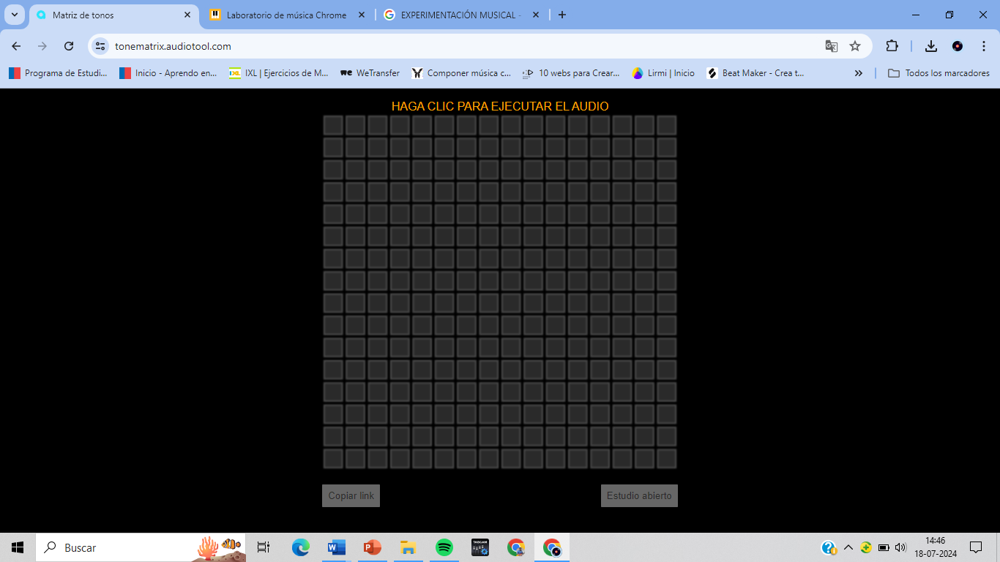 Matriz de tonos
Laboratorio de música Chrome
EXPERIMENTACIÓN MUSICAL -
tonematrix.audiotool.com
Programa de Estudi...
Inicio - Aprendo en...
IXL | Ejercicios de M...
WeTransfer
Componer música c...
10 webs para Crear...
Lirmi | Inicio
Beat Maker - Crea t...
Todos los marcadores
HAGA CLIC PARA EJECUTAR EL AUDIO
Copiar link
Estudio abierto
Buscar
TASCAM
14:46
18-07-2024